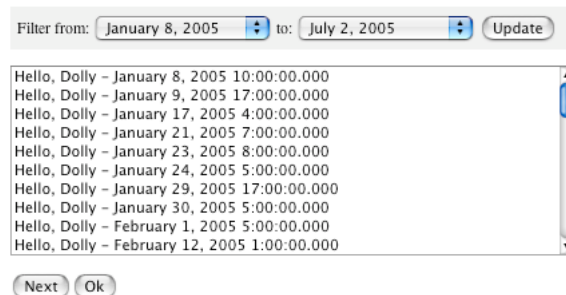 Filter from: January 8, 2005 to: July 2, 2005 Update
Hello, Dolly – January 8, 2005 10:00:00.000
Hello, Dolly – January 9, 2005 17:00:00.000
Hello, Dolly – January 17, 2005 4:00:00.000
Hello, Dolly – January 21, 2005 7:00:00.000
Hello, Dolly – January 23, 2005 8:00:00.000
Hello, Dolly – January 24, 2005 5:00:00.000
Hello, Dolly – January 29, 2005 17:00:00.000
Hello, Dolly – January 30, 2005 5:00:00.000
Hello, Dolly – February 1, 2005 5:00:00.000
Hello, Dolly – February 12, 2005 1:00:00.000
Next Ok